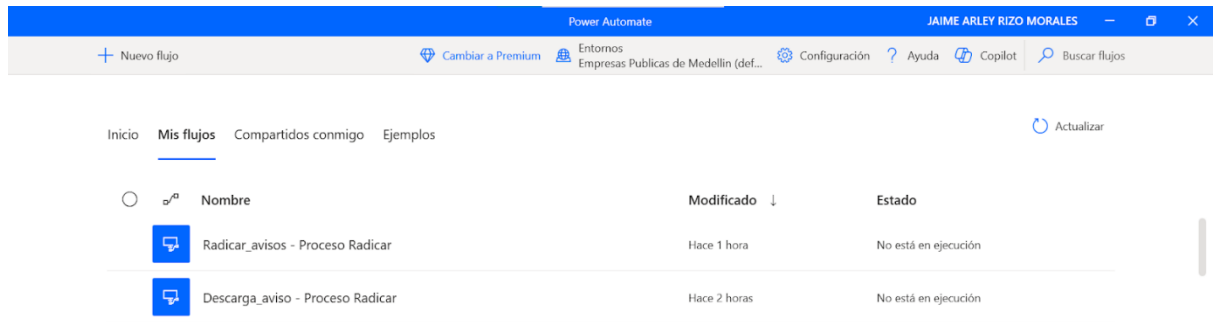 Power Automate
JAIME ARLEY RIZO MORALES
Nuevo flujo
Cambiar a Premium
Entornos
Empresas Publicas de Medellin (def...
Configuración
Ayuda
Copilot
Buscar flujos
Inicio
Mis flujos
Compartidos conmigo
Ejemplos
Actualizar
Nombre
Modificado ↓
Estado
Radicar_avisos - Proceso Radicar
Hace 1 hora
No está en ejecución
Descarga_aviso - Proceso Radicar
Hace 2 horas
No está en ejecución